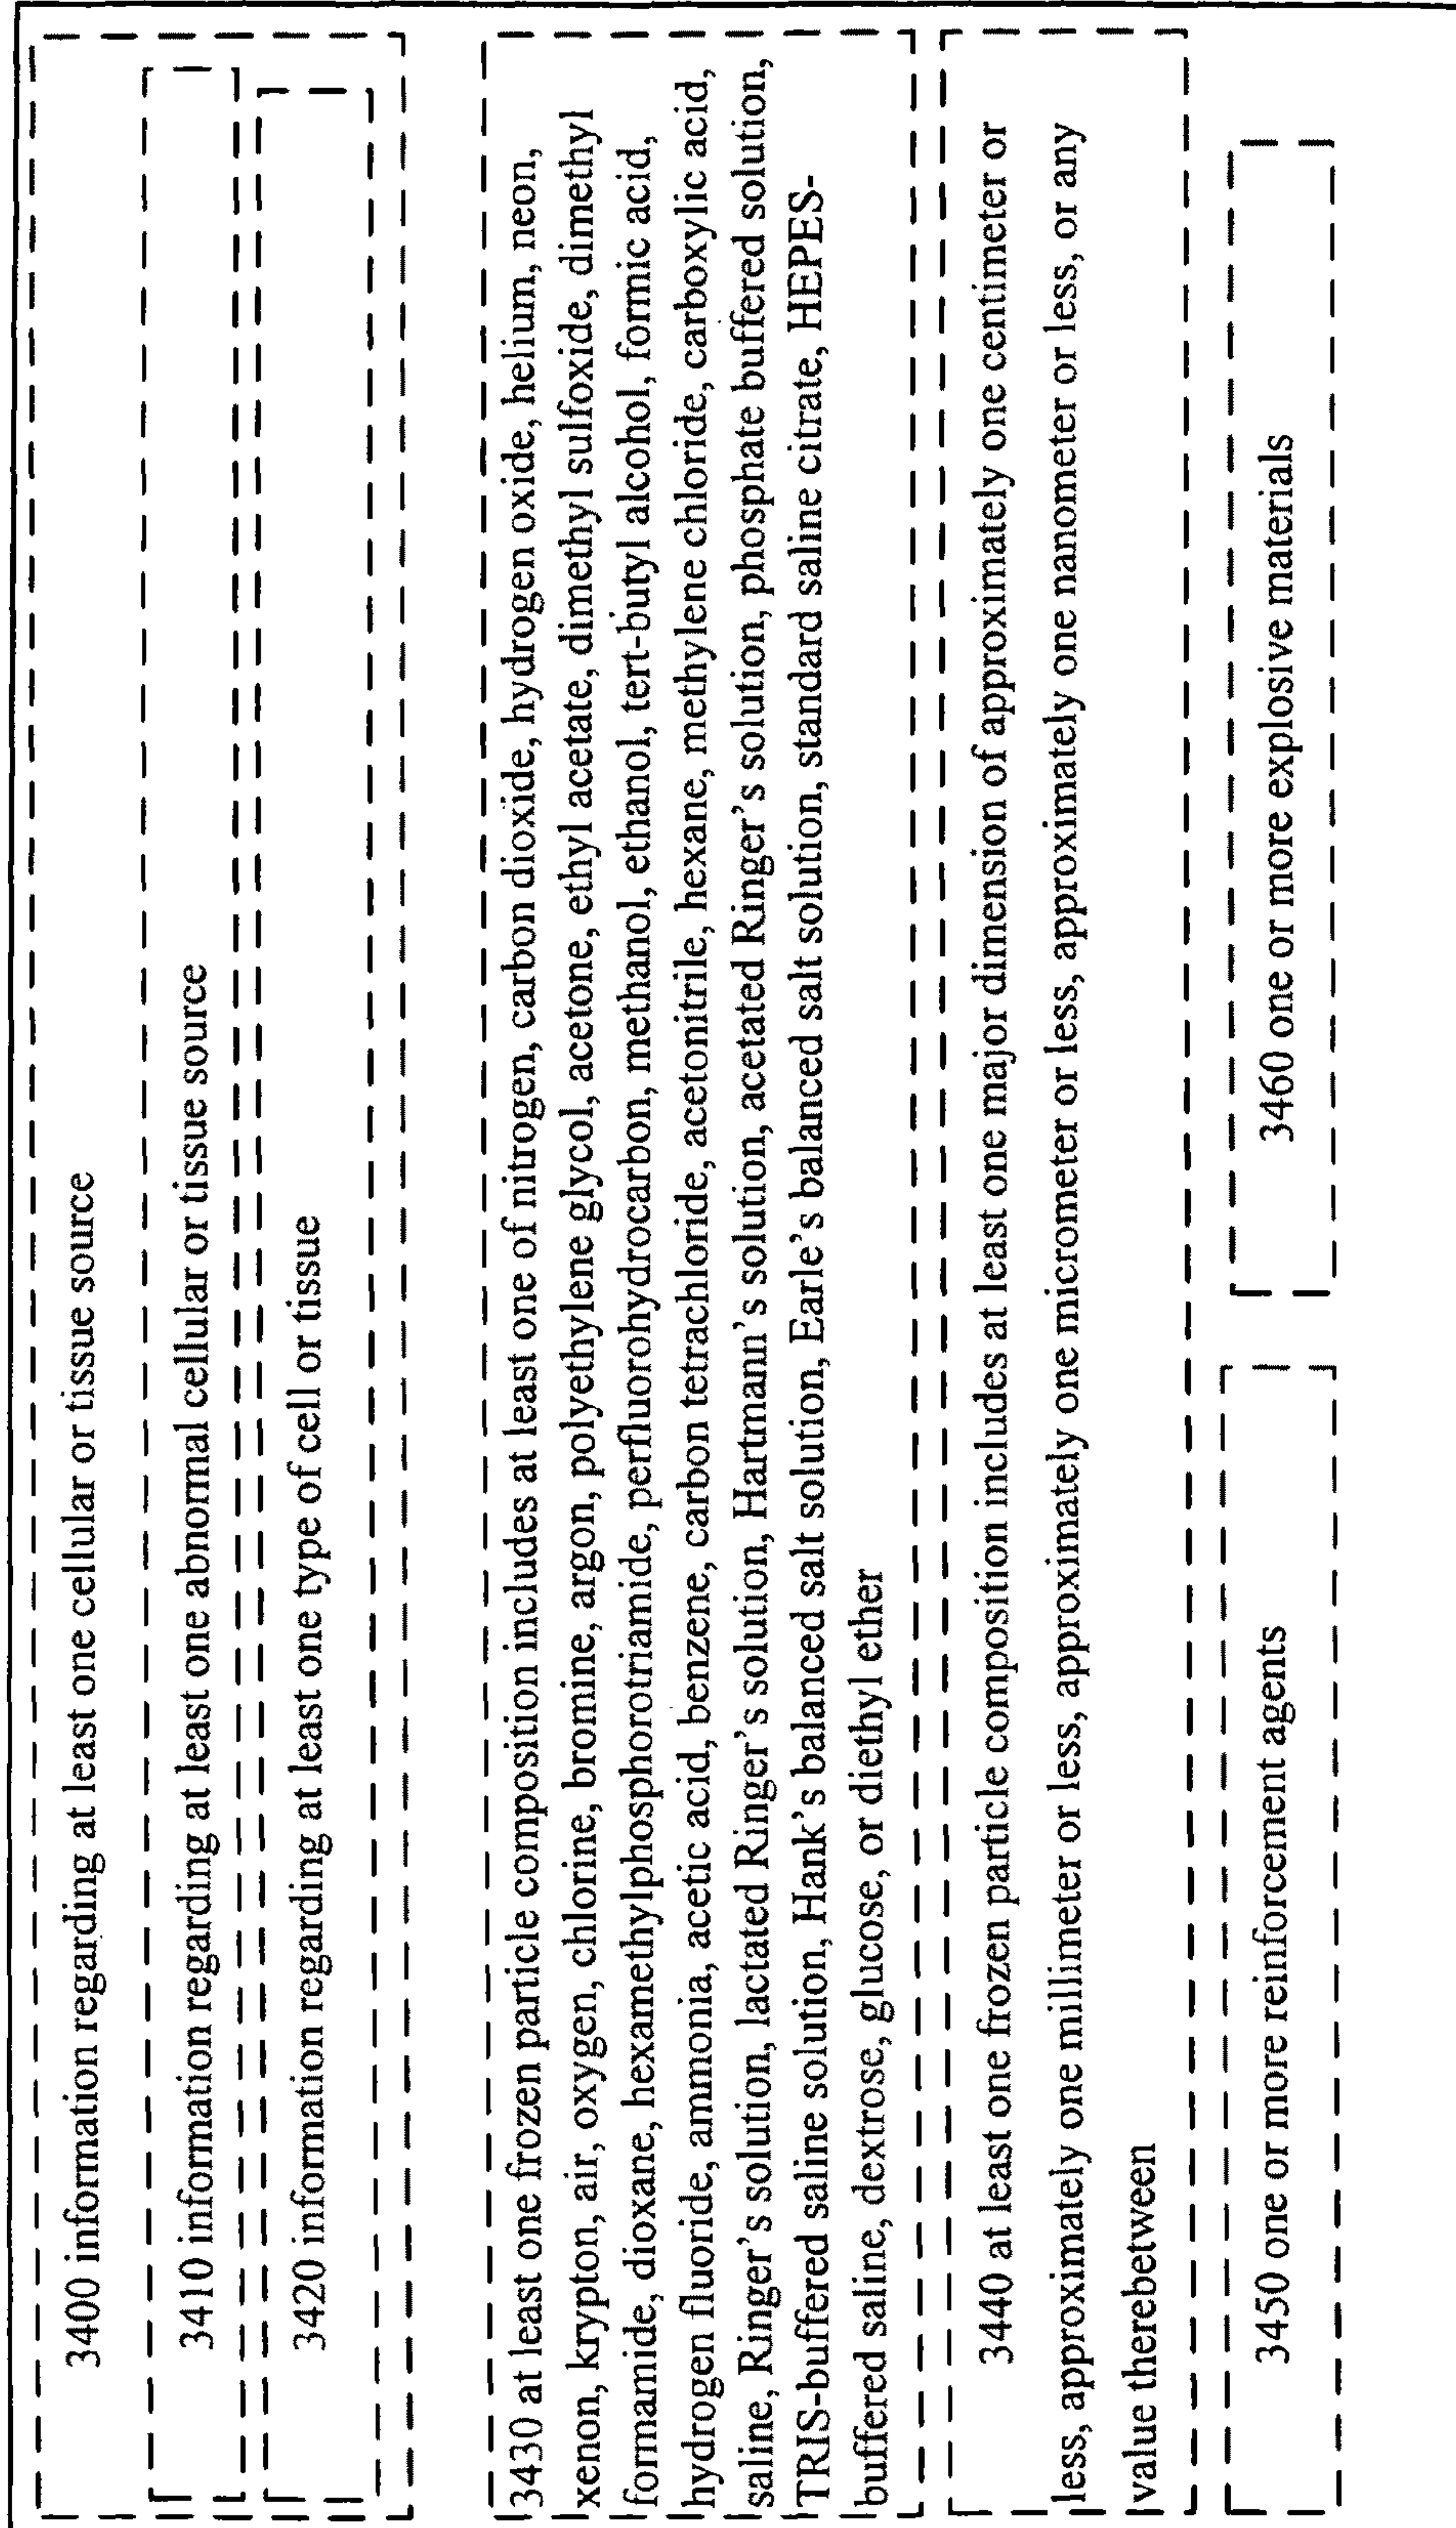 3400 information regarding at least one cellular or tissue source
3410 information regarding at least one abnormal cellular or tissue source
3420 information regarding at least one type of cell or tissue
3430 at least one frozen particle composition includes at least one of nitrogen, carbon dioxide, hydrogen oxide, helium, neon,
xenon, krypton, air, oxygen, chlorine, bromine, argon, polyethylene glycol, acetone, ethyl acetate, dimethyl sulfoxide, dimethyl
formamide, dioxane, hexamethylphosphorotriamide, perfluorohydrocarbon, methanol, ethanol, tert-butyl alcohol, formic acid,
hydrogen fluoride, ammonia, acetic acid, benzene, carbon tetrachloride, acetonitrile, hexane, methylene chloride, carboxylic acid,
saline, Ringer's solution, lactated Ringer's solution, Hartmann's solution, acetated Ringer's solution, phosphate buffered solution,
TRIS-buffered saline solution, Hank's balanced salt solution, Earle's balanced salt solution, standard saline citrate, HEPES-
buffered saline, dextrose, glucose, or diethyl ether
3440 at least one frozen particle composition includes at least one major dimension of approximately one centimeter or
less, approximately one millimeter or less, approximately one micrometer or less, approximately one nanometer or less, or any
value therebetween
3450 one or more reinforcement agents
3460 one or more explosive materials